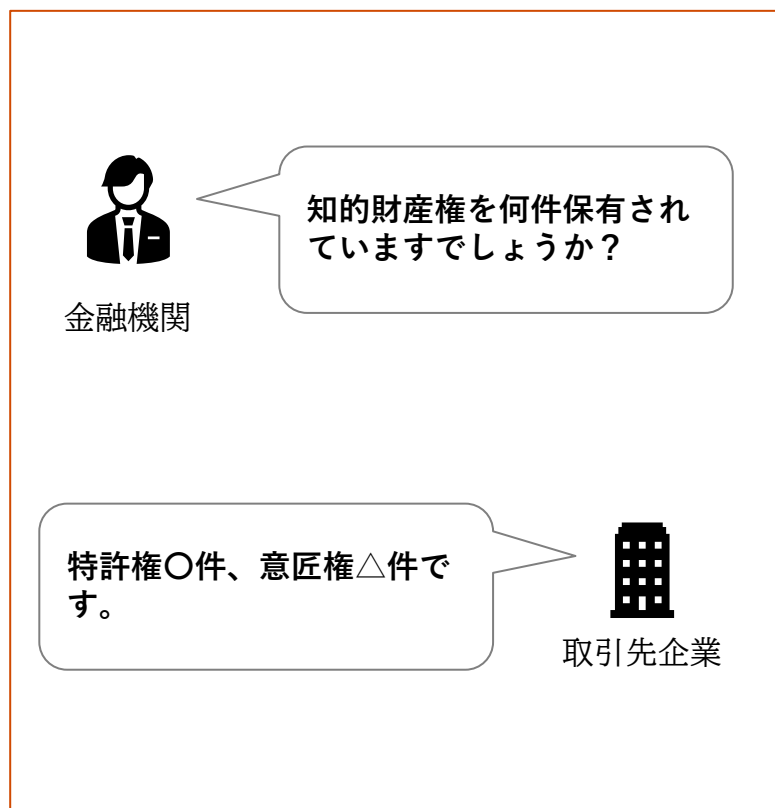 知的財産権を何件保有され
ていますでしょうか？
金融機関
特許権〇件、意匠権△件で
す。
取引先企業